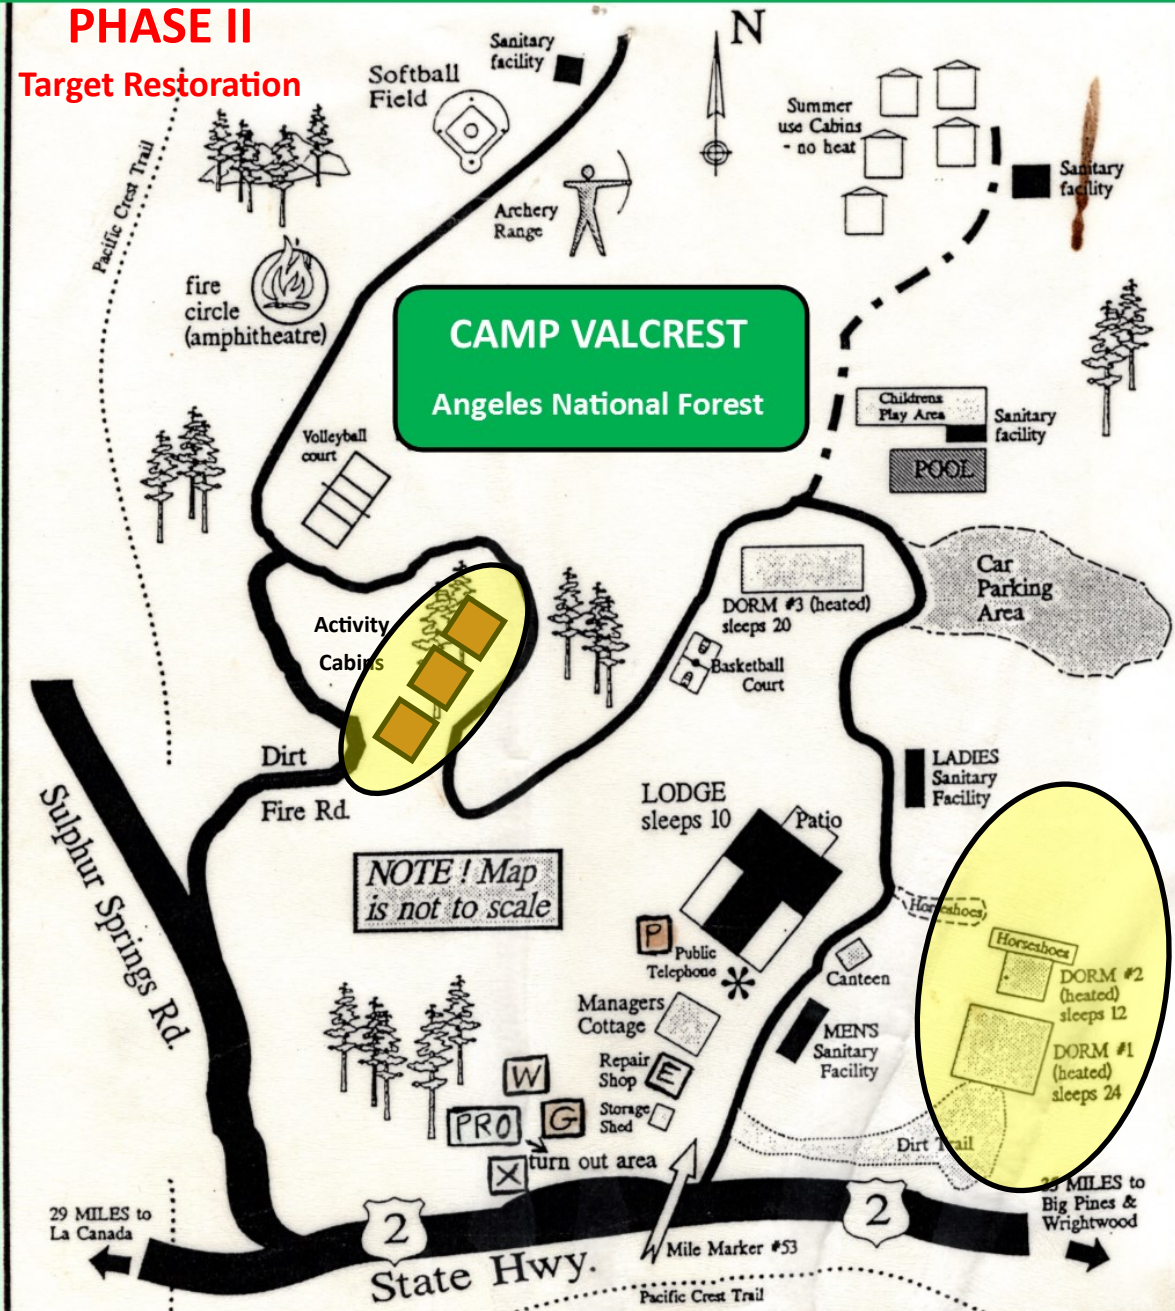 PHASE II
Target Restoration
N
Sanitary
facility
Softball
Field
Summer
use Cabins
- no heat
Sanitary
facility
Pacific Crest Trail
Archery
Range
fire
circle
(amphitheatre)
CAMP VALCREST
Angeles National Forest
Childrens
Play Area
Sanitary
facility
POOL
Volleyball
court
Car
Parking
Area
DORM #3 (heated)
sleeps 20
Activity
Cabins
Basketball
Court
Dirt
Fire Rd.
LADIES
Sanitary
Facility
Sulphur Springs Rd.
LODGE
sleeps 10
Patio
NOTE ! Map
is not to scale
Horseshoes
Horseshoes
P
Public
Telephone
Canteen
DORM #2
(heated)
sleeps 12
Managers
Cottage
MEN'S
Sanitary
Facility
DORM #1
(heated)
sleeps 24
Repair
Shop
E
W
PRO
G
Storage
Shed
X
turn out area
Dirt Trail
MILES to
Big Pines &
Wrightwood
29 MILES to
La Canada
2
2
State Hwy.
Mile Marker #53
Pacific Crest Trail